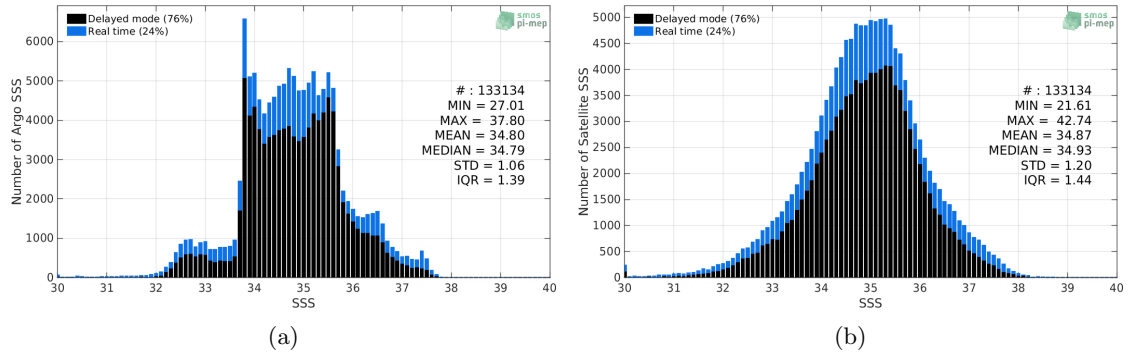 Delayed mode (76%)
Real time (24%)
smos
pi-mep
Number of Argo SSS
6000
5000
4000
3000
2000
1000
0
# : 133134
MIN = 27.01
MAX = 37.80
MEAN = 34.80
MEDIAN = 34.79
STD = 1.06
IQR = 1.39
30 31 32 33 34 35 36 37 38 39 40
SSS
(a)
Delayed mode (76%)
Real time (24%)
smos
pi-mep
Number of Satellite SSS
5000
4500
4000
3500
3000
2500
2000
1500
1000
500
0
# : 133134
MIN = 21.61
MAX = 42.74
MEAN = 34.87
MEDIAN = 34.93
STD = 1.20
IQR = 1.44
30 31 32 33 34 35 36 37 38 39 40
SSS
(b)